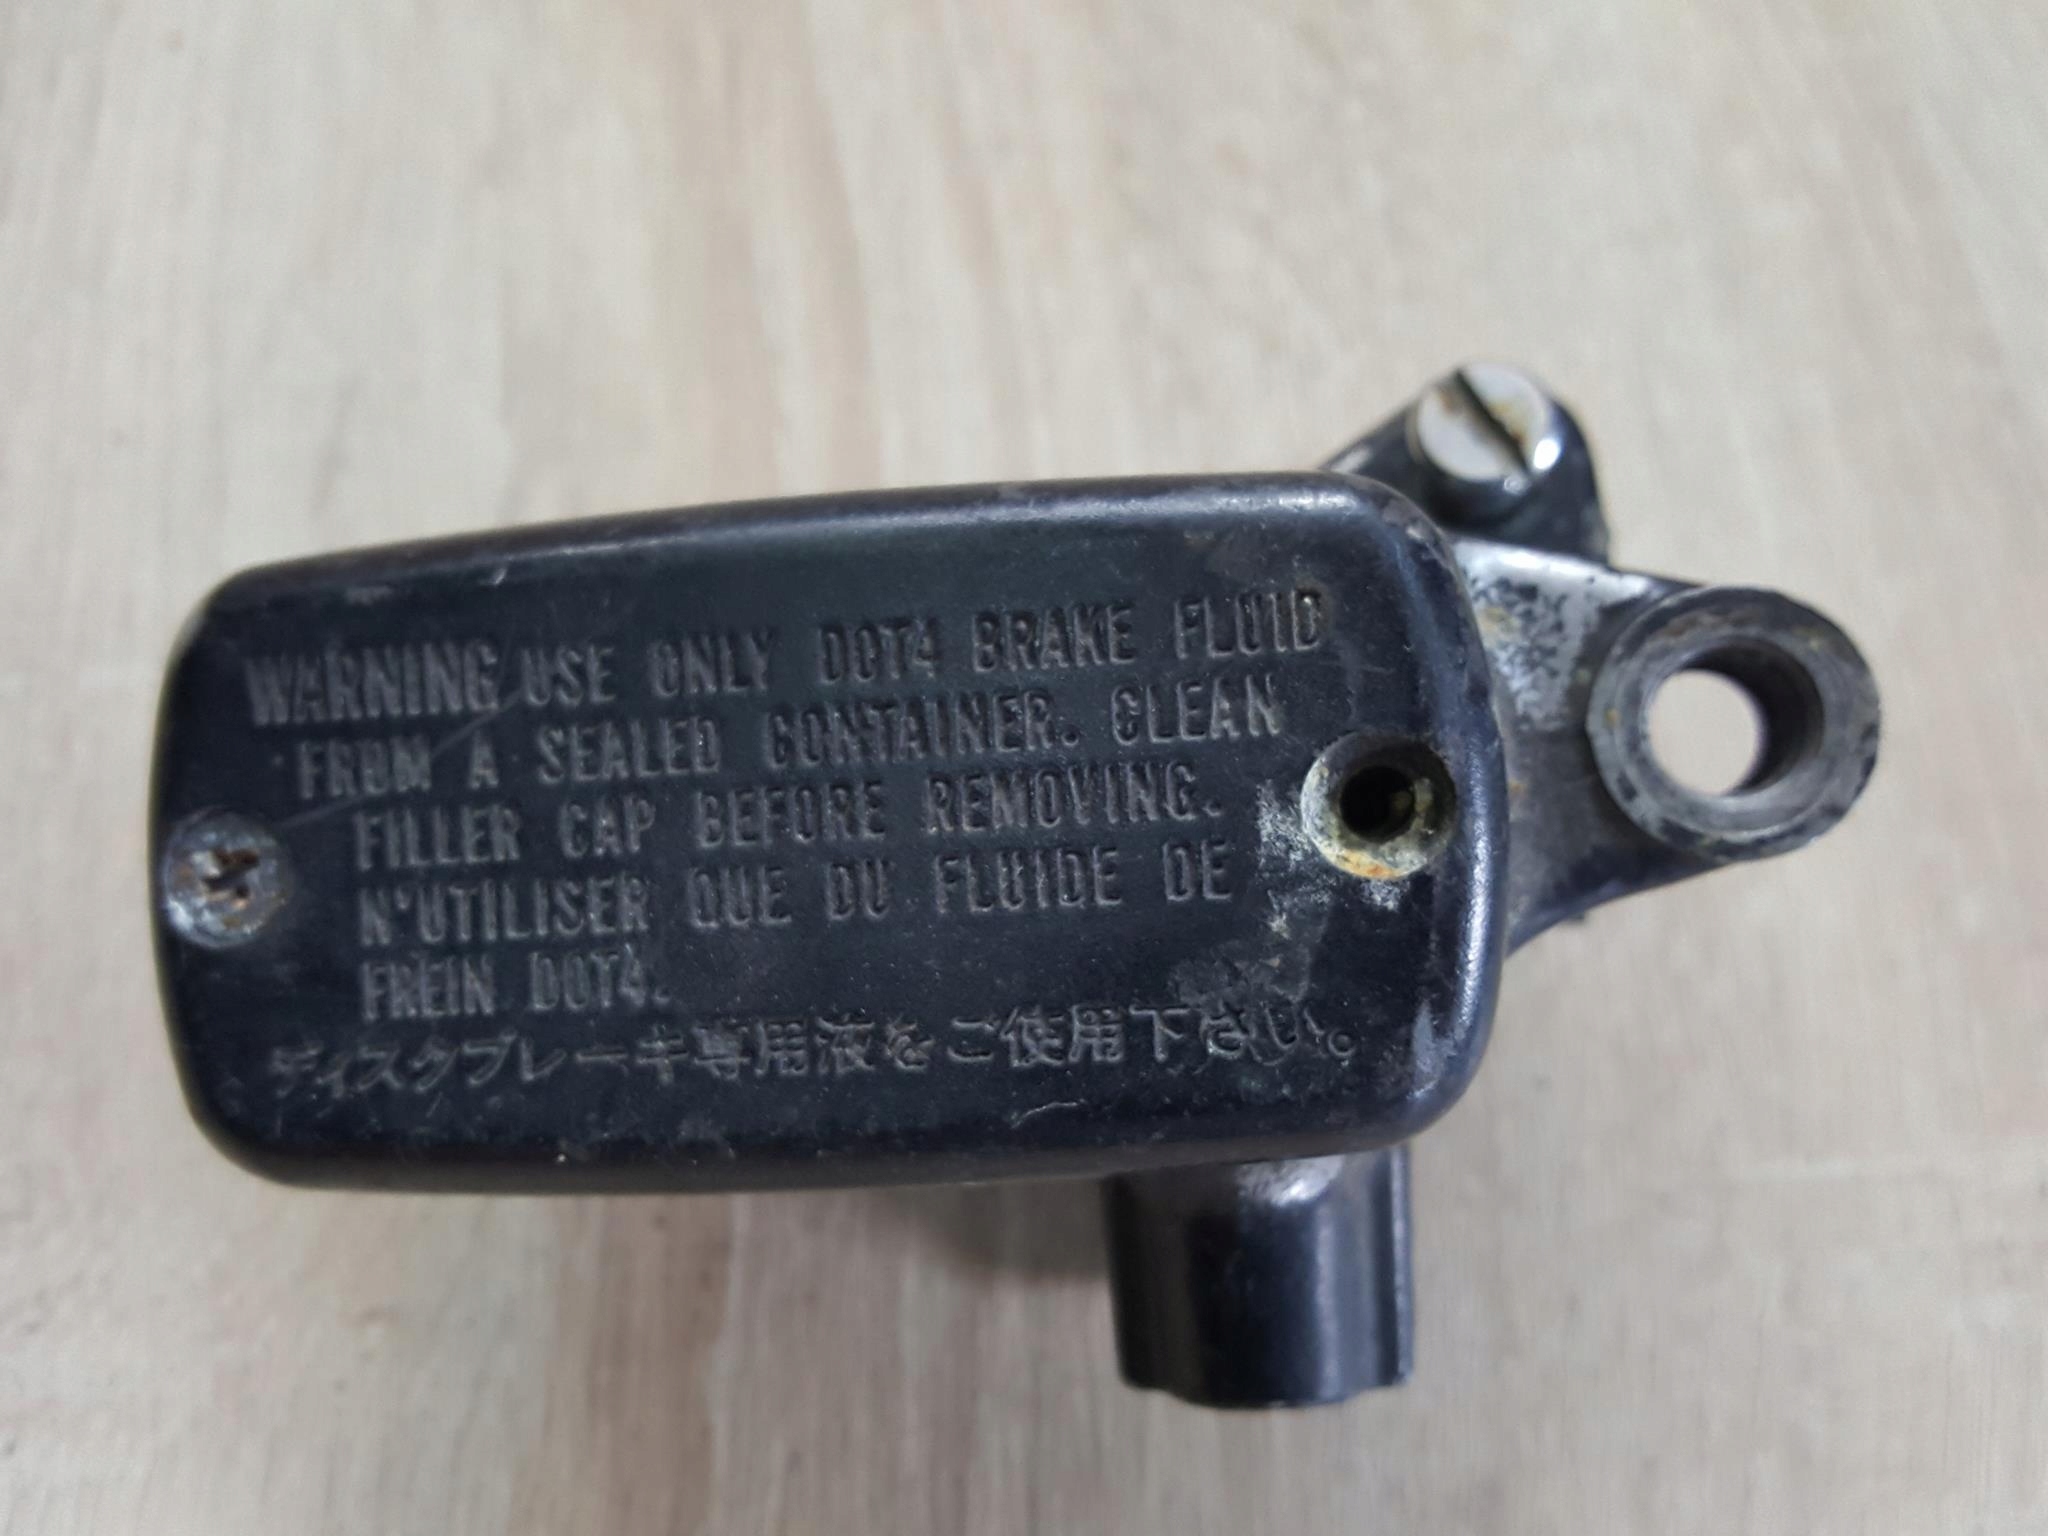 WARNING USE ONLY DOT4 BRAKE FLUID
FROM A SEALED CONTAINER. CLEAN
FILLER CAP BEFORE REMOVING.
N'UTILISER QUE DU FLUIDE DE
FREIN DOT4.
ディスクブレーキ専用液をご使用下さい。